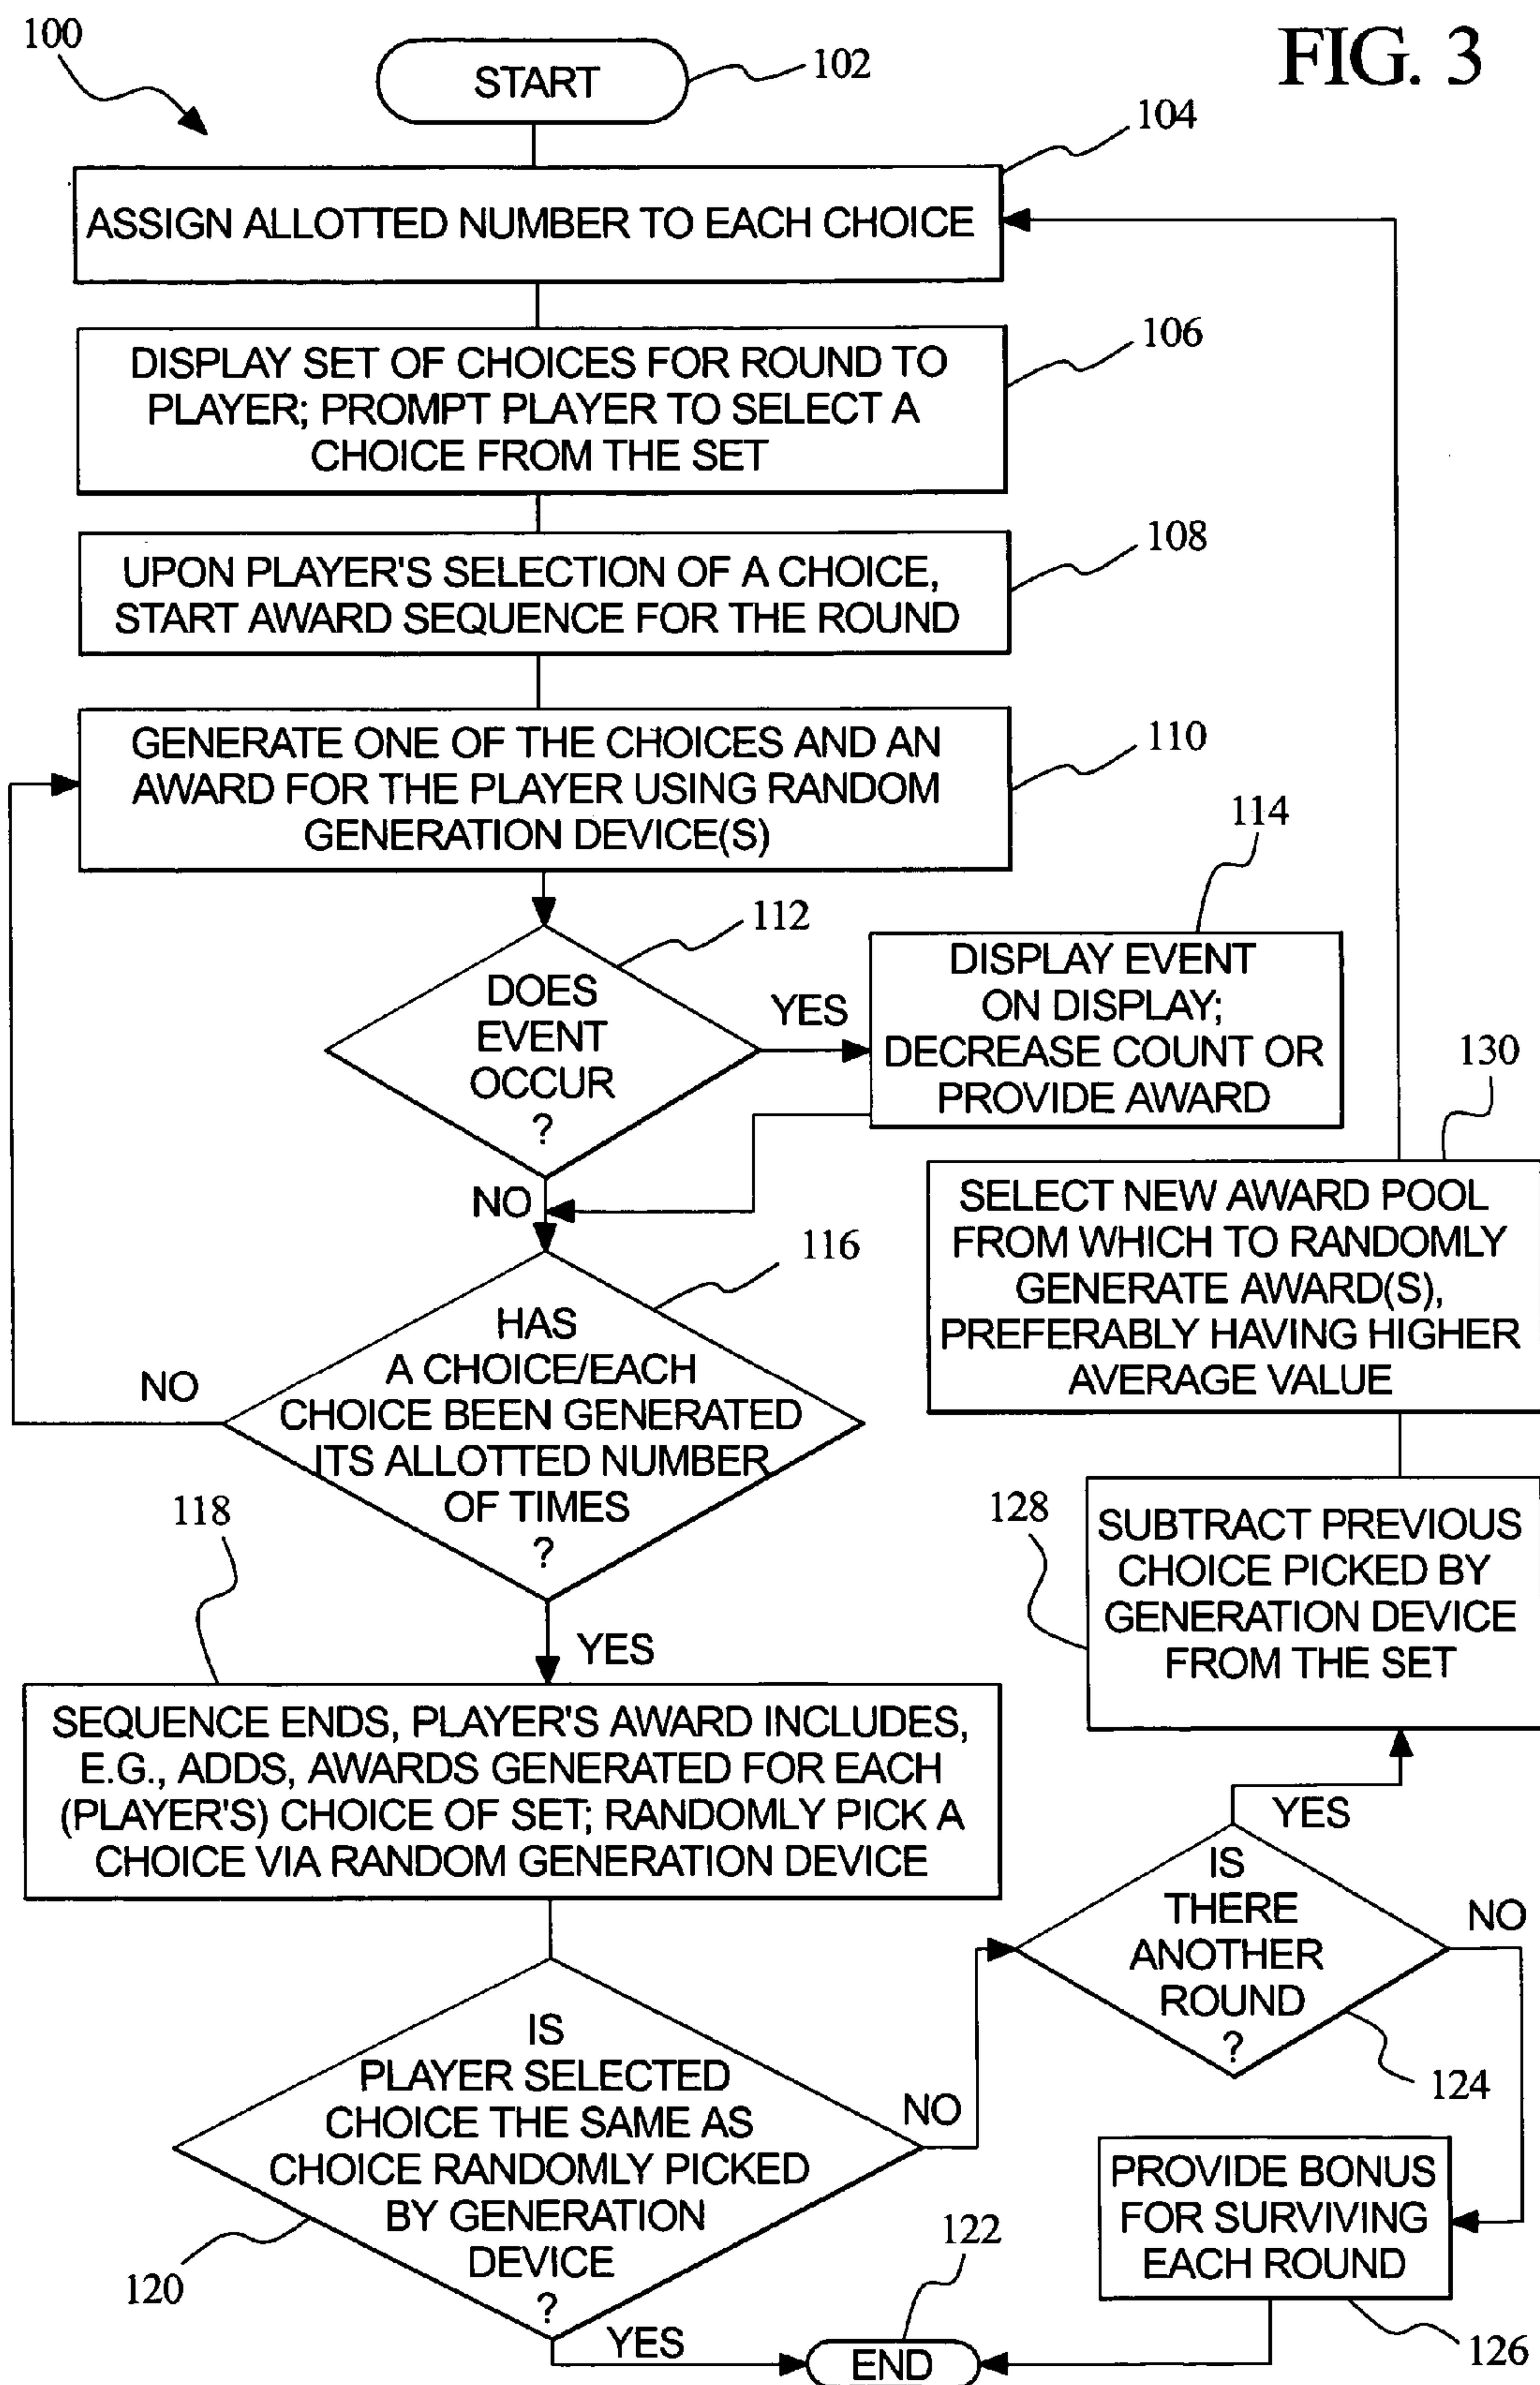 FIG. 3
100
START
102
104
ASSIGN ALLOTTED NUMBER TO EACH CHOICE
106
DISPLAY SET OF CHOICES FOR ROUND TO
PLAYER; PROMPT PLAYER TO SELECT A
CHOICE FROM THE SET
108
UPON PLAYER'S SELECTION OF A CHOICE,
START AWARD SEQUENCE FOR THE ROUND
110
GENERATE ONE OF THE CHOICES AND AN
AWARD FOR THE PLAYER USING RANDOM
GENERATION DEVICE(S)
112
DOES
EVENT
OCCUR
?
YES
NO
114
DISPLAY EVENT
ON DISPLAY;
DECREASE COUNT OR
PROVIDE AWARD
116
HAS
A CHOICE/EACH
CHOICE BEEN GENERATED
ITS ALLOTTED NUMBER
OF TIMES
?
NO
YES
118
SEQUENCE ENDS, PLAYER'S AWARD INCLUDES,
E.G., ADDS, AWARDS GENERATED FOR EACH
(PLAYER'S) CHOICE OF SET; RANDOMLY PICK A
CHOICE VIA RANDOM GENERATION DEVICE
IS
PLAYER SELECTED
CHOICE THE SAME AS
CHOICE RANDOMLY PICKED
BY GENERATION
DEVICE
?
120
NO
YES
122
END
130
SELECT NEW AWARD POOL
FROM WHICH TO RANDOMLY
GENERATE AWARD(S),
PREFERABLY HAVING HIGHER
AVERAGE VALUE
128
SUBTRACT PREVIOUS
CHOICE PICKED BY
GENERATION DEVICE
FROM THE SET
YES
IS
THERE
ANOTHER
ROUND
?
NO
124
PROVIDE BONUS
FOR SURVIVING
EACH ROUND
126